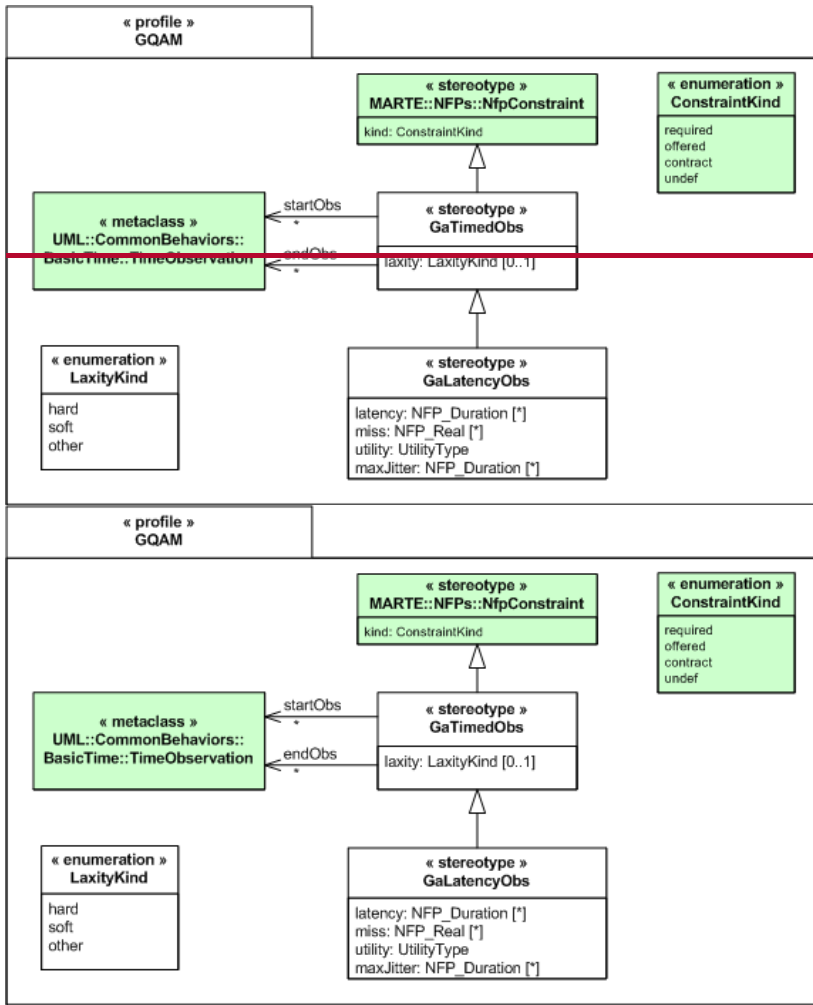 « profile »
GQAM
« stereotype »
MARTE::NFPs::NfpConstraint
kind: ConstraintKind
« enumeration »
ConstraintKind
required
offered
contract
undef
« metaclass »
UML::CommonBehaviors::
BasicTime::TimeObservation
startObs
*
endObs
*
« stereotype »
GaTimedObs
laxity: LaxityKind [0..1]
« enumeration »
LaxityKind
hard
soft
other
« stereotype »
GaLatencyObs
latency: NFP_Duration [*]
miss: NFP_Real [*]
utility: UtilityType
maxJitter: NFP_Duration [*]
« profile »
GQAM
« stereotype »
MARTE::NFPs::NfpConstraint
kind: ConstraintKind
« enumeration »
ConstraintKind
required
offered
contract
undef
« metaclass »
UML::CommonBehaviors::
BasicTime::TimeObservation
startObs
*
endObs
*
« stereotype »
GaTimedObs
laxity: LaxityKind [0..1]
« enumeration »
LaxityKind
hard
soft
other
« stereotype »
GaLatencyObs
latency: NFP_Duration [*]
miss: NFP_Real [*]
utility: UtilityType
maxJitter: NFP_Duration [*]